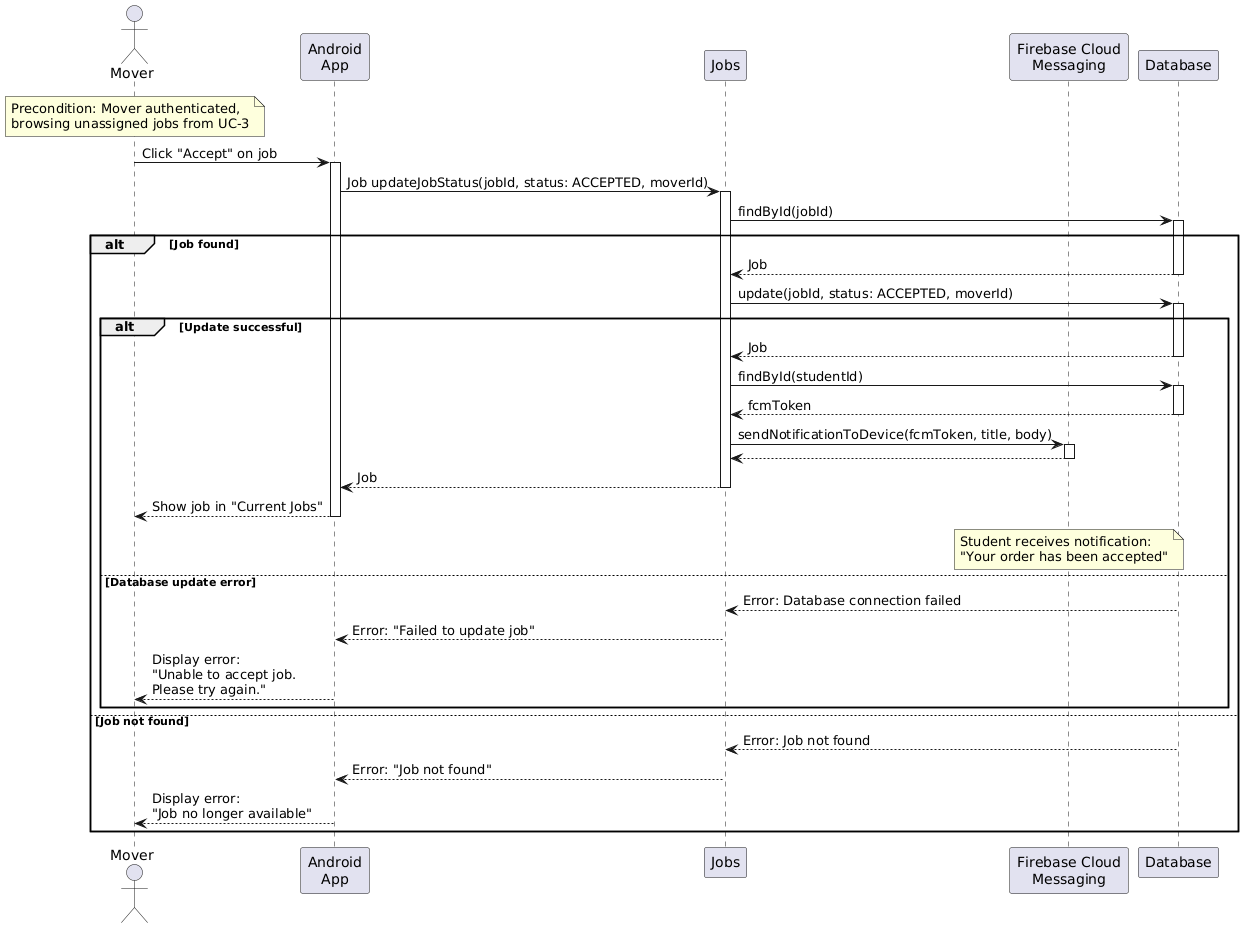 Mover
Android
App
Jobs
Firebase Cloud
Messaging
Database
Precondition: Mover authenticated,
browsing unassigned jobs from UC-3
Click "Accept" on job
Job updateJobStatus(jobId, status: ACCEPTED, moverId)
findById(jobId)
alt
[Job found]
Job
update(jobId, status: ACCEPTED, moverId)
alt
[Update successful]
Job
findById(studentId)
fcmToken
sendNotificationToDevice(fcmToken, title, body)
Job
Show job in "Current Jobs"
Student receives notification:
"Your order has been accepted"
[Database update error]
Error: Database connection failed
Error: "Failed to update job"
Display error:
"Unable to accept job.
Please try again."
[Job not found]
Error: Job not found
Error: "Job not found"
Display error:
"Job no longer available"
Mover
Android
App
Jobs
Firebase Cloud
Messaging
Database